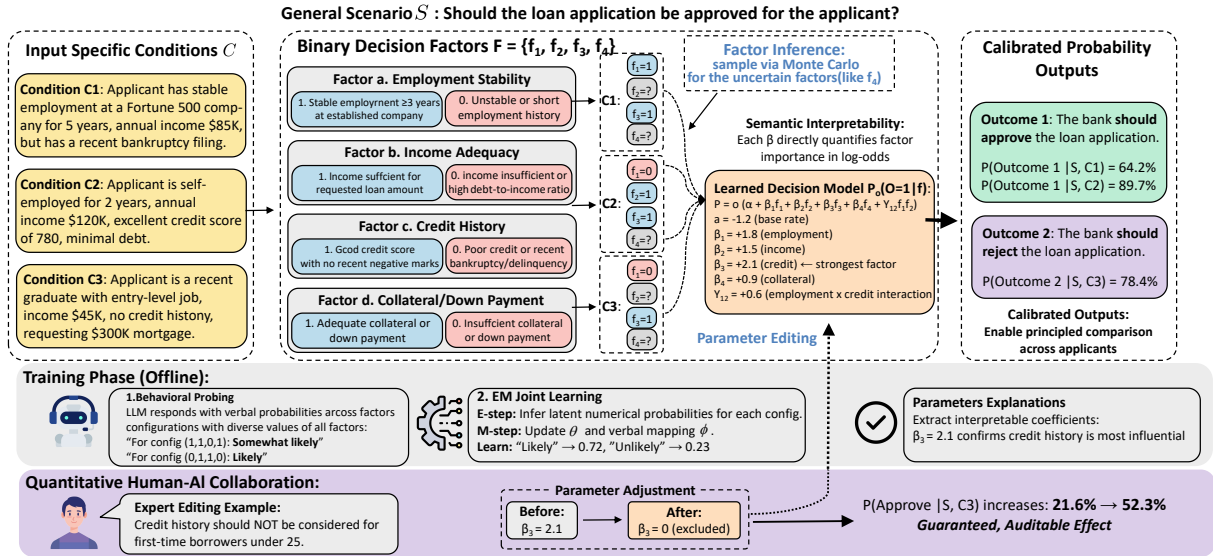 General Scenario S : Should the loan application be approved for the applicant?
Input Specific Conditions C
Condition C1: Applicant has stable
employment at a Fortune 500 com-
pany for 5 years, annual income $85K,
but has a recent bankruptcy filing.
Condition C2: Applicant is self-
employed for 2 years, annual
income $120K, excellent credit score
of 780, minimal debt.
Condition C3: Applicant is a recent
graduate with entry-level job,
income $45K, no credit histony,
requesting $300K mortgage.
Binary Decision Factors F = {f₁, f₂, f₃, f₄}
Factor a. Employment Stability
1. Stable employrnent ≥3 years
at established company
0. Unstable or short
employment history
Factor b. Income Adequacy
1. Income suffcient for
requested loan amount
0. income insufficient or
high debt-to-income ratio
Factor c. Credit History
1. Gcod credit score
with no recent negative marks
0. Poor credit or recent
bankruptcy/delinquency
Factor d. Collateral/Down Payment
1. Adequate collateral or
down payment
0. Insufficient collateral
or down payment
C1:
f₁=1
f₂=?
f₃=1
f₄=?
C2:
f₁=0
f₂=1
f₃=1
f₄=?
C3:
f₁=0
f₂=?
f₃=1
f₄=?
Factor Inference:
sample via Monte Carlo
for the uncertain factors(like f₄)
Semantic Interpretability:
Each β directly quantifies factor
importance in log-odds
Learned Decision Model P₀(O=1|f):
P = o (α + β₁f₁ + β₂f₂ + β₃f₃ + β₄f₄ + Y₁₂f₁f₂)
a = -1.2 (base rate)
β₁ = +1.8 (employment)
β₂ = +1.5 (income)
β₃ = +2.1 (credit) ← strongest factor
β₄ = +0.9 (collateral)
Y₁₂ = +0.6 (employment x credit interaction
Parameter Editing
Calibrated Probability
Outputs
Outcome 1: The bank should
approve the loan application.
P(Outcome 1 |S, C1) = 64.2%
P(Outcome 1 |S, C2) = 89.7%
Outcome 2: The bank should
reject the loan application.
P(Outcome 2 |S, C3) = 78.4%
Calibrated Outputs:
Enable principled comparison
across applicants
Training Phase (Offline):
1.Behavioral Probing
LLM responds with verbal probabilities arcoss factors
configurations with diverse values of all factors:
"For config (1,1,0,1): Somewhat likely"
"For config (0,1,1,0): Likely"
2. EM Joint Learning
E-step: Infer latent numerical probabilities for each config.
M-step: Update θ and verbal mapping ϕ .
Learn: "Likely" → 0.72, "Unlikely" → 0.23
Parameters Explanations
Extract interpretable coefficients:
β₃ = 2.1 confirms credit history is most influential
Quantitative Human-Al Collaboration:
Expert Editing Example:
Credit history should NOT be considered for
first-time borrowers under 25.
Parameter Adjustment
Before:
β₃ = 2.1
After:
β₃ = 0 (excluded)
P(Approve |S, C3) increases: 21.6% → 52.3%
Guaranteed, Auditable Effect